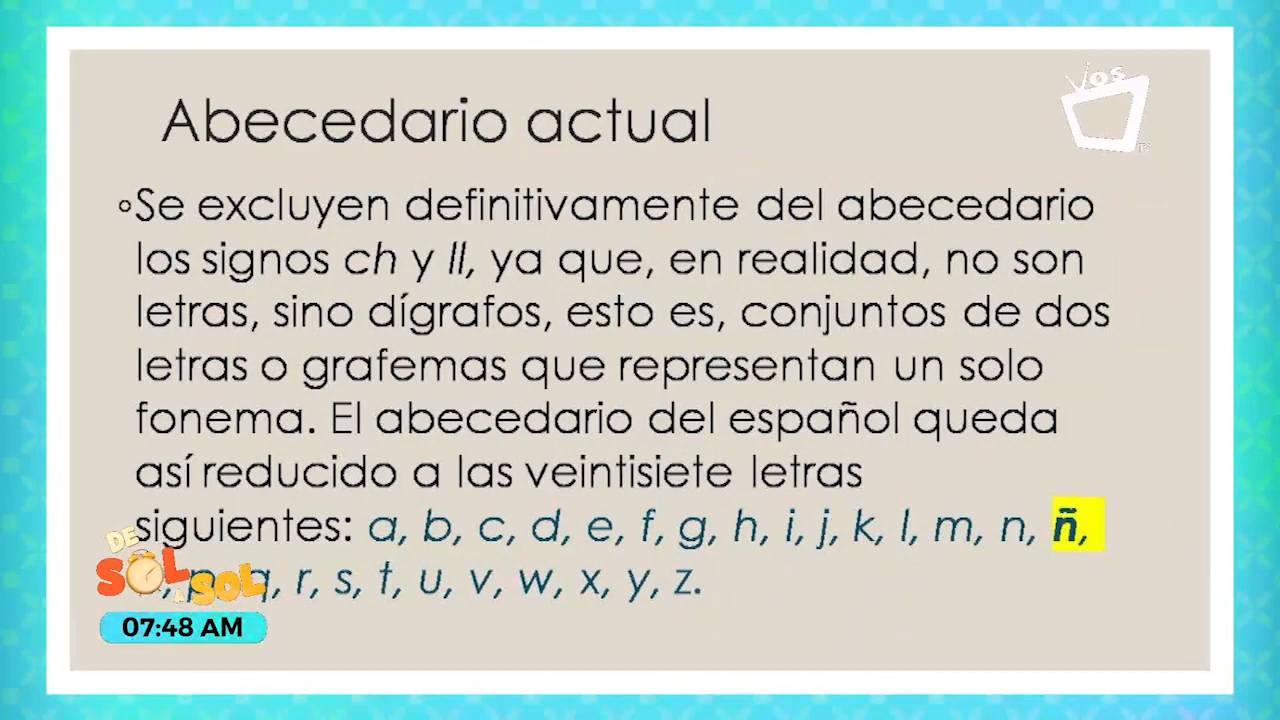 Abecedario actual
Vos
TV
Se excluyen definitivamente del abecedario
los signos ch y ll, ya que, en realidad, no son
letras, sino dígrafos, esto es, conjuntos de dos
letras o grafemas que representan un solo
fonema. El abecedario del español queda
así reducido a las veintisiete letras
siguientes: a, b, c, d, e, f, g, h, i, j, k, l, m, n, ñ,
p, q, r, s, t, u, v, w, x, y, z.
DE
SOL
A
SOL
07:48 AM